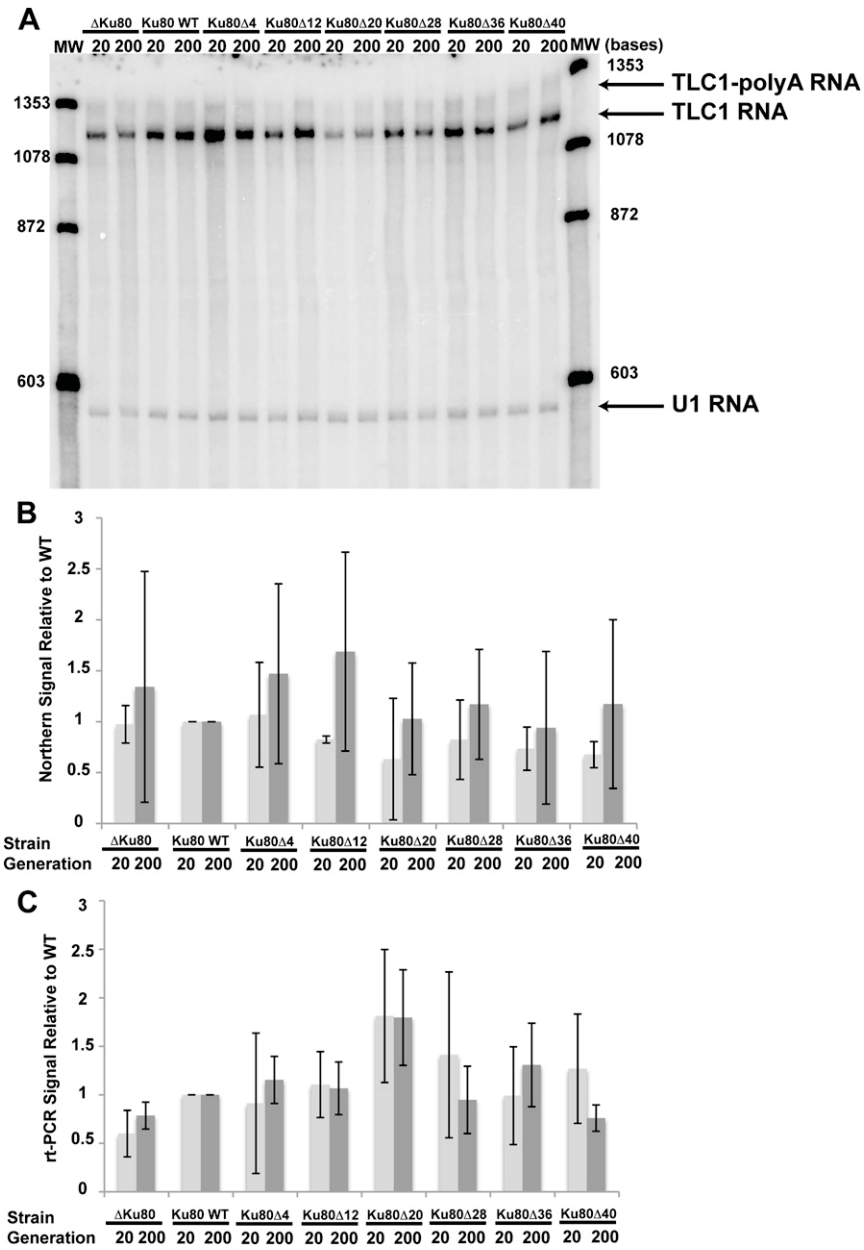 A
ΔKu80 Ku80 WT Ku80Δ4 Ku80Δ12 Ku80Δ20 Ku80Δ28 Ku80Δ36 Ku80Δ40
MW 20 200 20 200 20 200 20 200 20 200 20 200 20 200 20 200 MW (bases)
1353
TLC1-polyA RNA
1353
TLC1 RNA
1078
1078
872
872
603
603
U1 RNA
B
Northern Signal Relative to WT
3
2.5
2
1.5
1
0.5
0
Strain ΔKu80 Ku80 WT Ku80Δ4 Ku80Δ12 Ku80Δ20 Ku80Δ28 Ku80Δ36 Ku80Δ40
Generation 20 200 20 200 20 200 20 200 20 200 20 200 20 200 20 200
C
rt-PCR Signal Relative to WT
3
2.5
2
1.5
1
0.5
0
Strain ΔKu80 Ku80 WT Ku80Δ4 Ku80Δ12 Ku80Δ20 Ku80Δ28 Ku80Δ36 Ku80Δ40
Generation 20 200 20 200 20 200 20 200 20 200 20 200 20 200 20 200